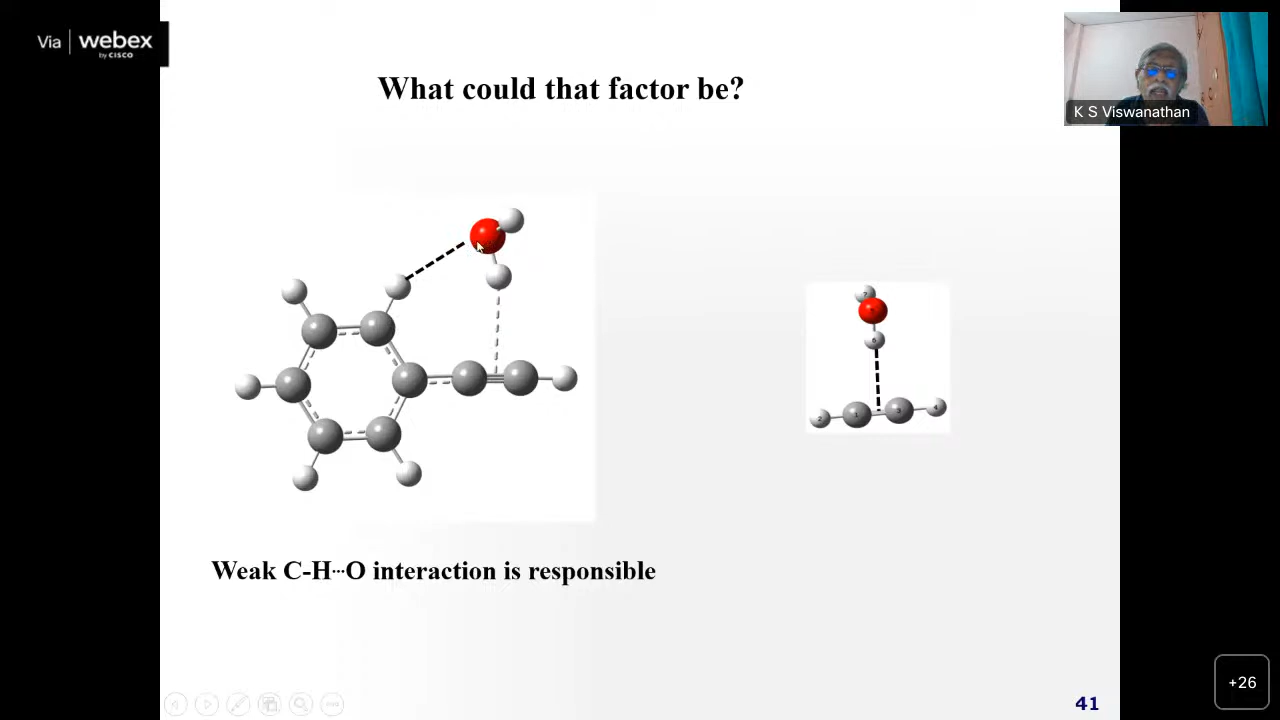 Via webex
by CISCO
What could that factor be?
K S Viswanathan
Weak C-H···O interaction is responsible
+26
41